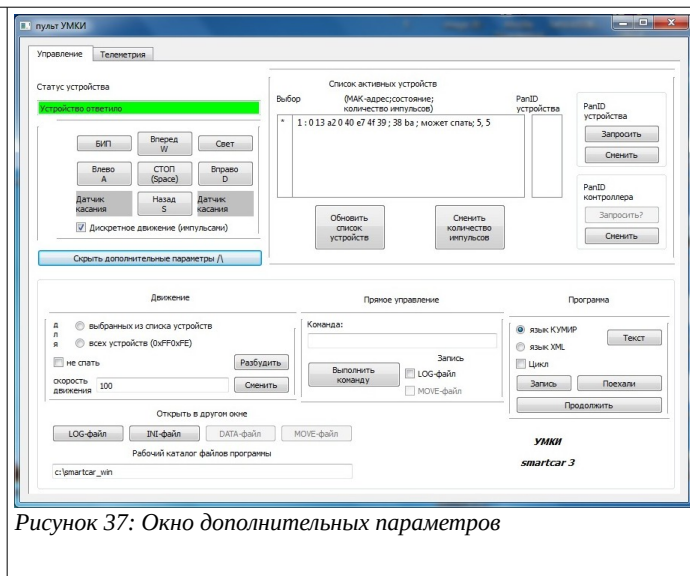 пульт УМКИ
Управление
Телеметрия
Статус устройства
Устройство ответило
БИП
Вперед
W
Свет
Влево
A
СТОП
(Space)
Вправо
D
Датчик
касания
Назад
S
Датчик
касания
Дискретное движение (импульсами)
Скрыть дополнительные параметры /\
Список активных устройств
Выбор
(МАК-адрес;состояние;
количество импульсов)
PanID
устройства
* 1 : 0 13 a2 0 40 e7 4f 39 ; 38 ba ; может спать; 5, 5
Обновить
список
устройств
Сменить
количество
импульсов
PanID
устройства
Запросить
Сменить
PanID
контроллера
Запросить?
Сменить
Движение
д
л
я
выбранных из списка устройств
всех устройств (0xFF0xFE)
не спать
Разбудить
скорость
движения
100
Сменить
Прямое управление
Команда:
Выполнить
команду
Запись
LOG-файл
MOVE-файл
Программа
язык КУМИР
язык XML
Цикл
Текст
Запись
Поехали
Продолжить
Открыть в другом окне
LOG-файл
INI-файл
DATA-файл
MOVE-файл
Рабочий каталог файлов программы
c:\smartcar_win
УМКИ
smartcar 3
Рисунок 37: Окно дополнительных параметров